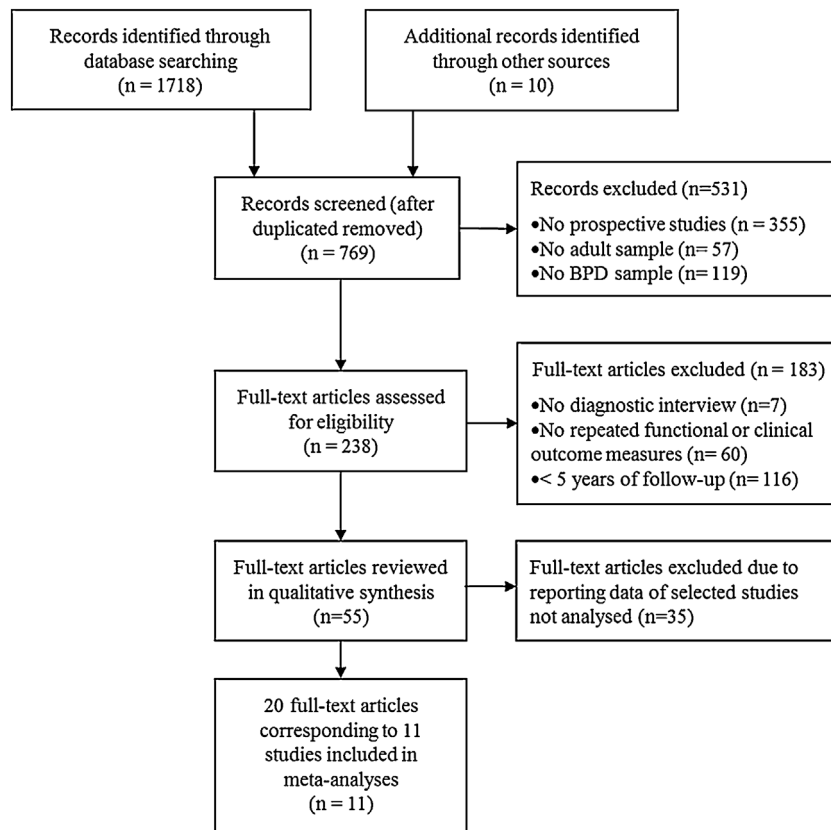 Records identified through
database searching
(n = 1718)
Additional records identified
through other sources
(n = 10)
Records screened (after
duplicated removed)
n = 769)
Records excluded (n=531)
•No prospective studies (n = 355)
•No adult sample (n= 57)
•No BPD sample (n= 119)
Full-text articles assessed
for eligibility
(n = 238)
Full-text articles excluded (n = 183)
•No diagnostic interview (n=7)
•No repeated functional or clinical
outcome measures (n= 60)
•< 5 years of follow-up (n= 116)
Full-text articles reviewed
in qualitative synthesis
(n=55)
Full-text articles excluded due to
reporting data of selected studies
not analysed (n=35)
20 full-text articles
corresponding to 11
studies included in
meta-analyses
(n = 11)